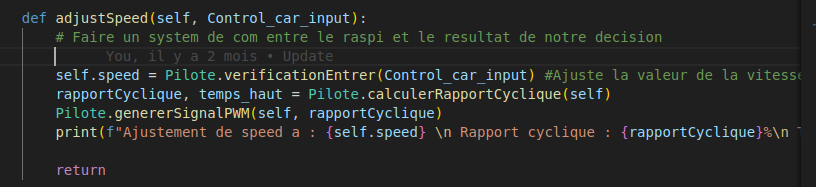 def adjustSpeed(self, Control_car_input):
# Faire un system de com entre le raspi et le resultat de notre decision
You, il y a 2 mois • Update
self.speed = Pilote.verificationEntrer(Control_car_input) #Ajuste la valeur de la vitesse
rapportCyclique, temps_haut = Pilote.calculerRapportCyclique(self)
Pilote.genererSignalPWM(self, rapportCyclique)
print(f"Ajustement de speed a : {self.speed} \n Rapport cyclique : {rapportCyclique}%\n
return